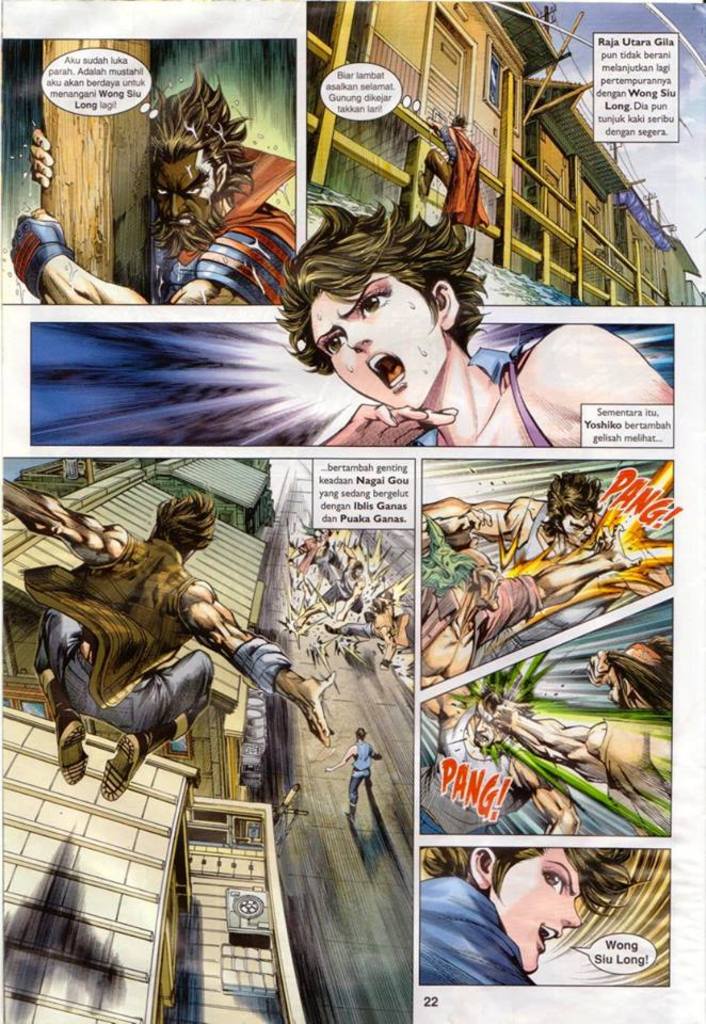 Aku sudah luka
parah. Adalah mustahil
aku akan berdaya untuk
menangani Wong Siu
Long lagi!
Biar lambat
asalkan selamat.
Gunung dikejar
takkan lari!
Raja Utara Gila
pun tidak berani
melanjutkan lagi
pertempurannya
dengan Wong Siu
Long. Dia pun
tunjuk kaki seribu
dengan segera.
Sementara itu,
Yoshiko bertambah
gelisah melihat...
...bertambah genting
keadaan Nagai Gou
yang sedang bergelut
dengan Iblis Ganas
dan Puaka Ganas.
PANG!
PANG!
Wong
Siu Long!
22